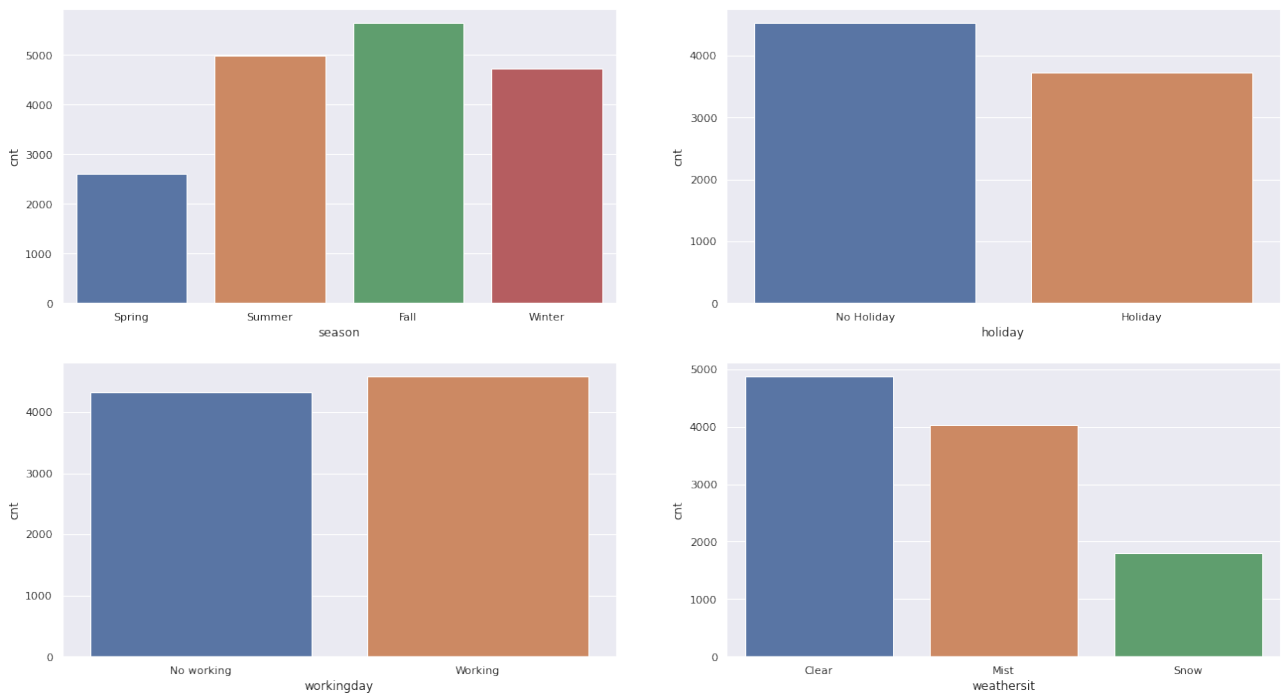 cnt
5000
4000
3000
2000
1000
0
Spring Summer Fall Winter
season
cnt
4000
3000
2000
1000
0
No Holiday Holiday
holiday
cnt
4000
3000
2000
1000
0
No working Working
workingday
cnt
5000
4000
3000
2000
1000
0
Clear Mist Snow
weathersit